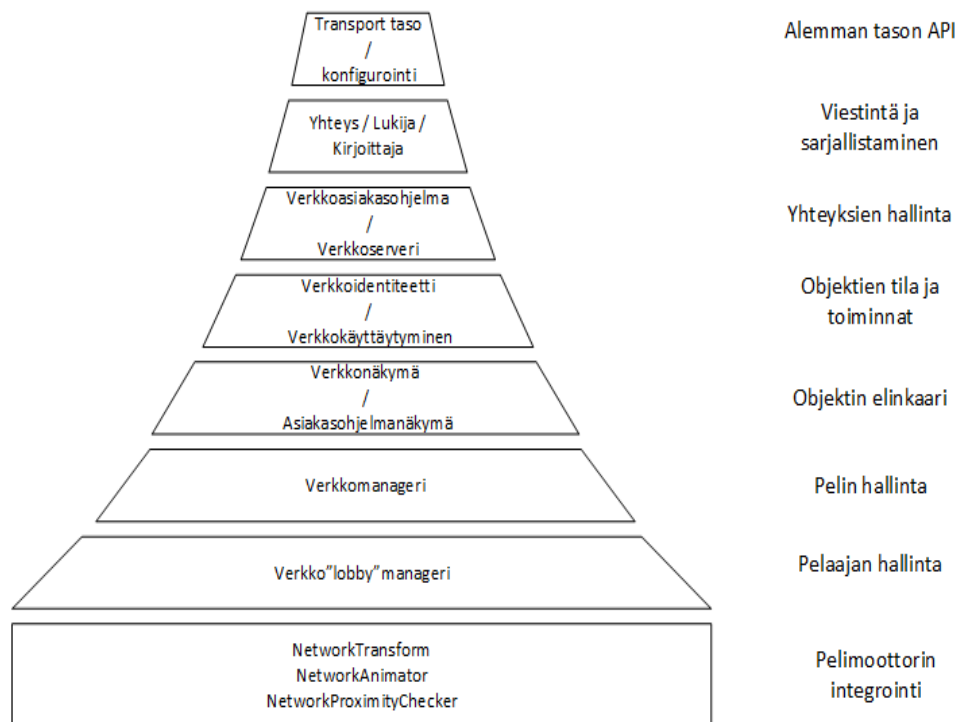 Transport taso
/
konfigurointi
Alemman tason API
Yhteys / Lukija /
Kirjoittaja
Viestintä ja
sarjallistaminen
Verkkoasiakasohjelma
/
Verkkoserveri
Yhteyksien hallinta
Verkkoidentiteetti
/
Verkkokäyttäytyminen
Objektien tila ja
toiminnat
Verkkonäkymä
/
Asiakasohjelmanäkymä
Objektin elinkaari
Verkkomanageri
Pelin hallinta
Verkko”lobby”manageri
Pelaajan hallinta
NetworkTransform
NetworkAnimator
NetworkProximityChecker
Pelimoottorin
integrointi